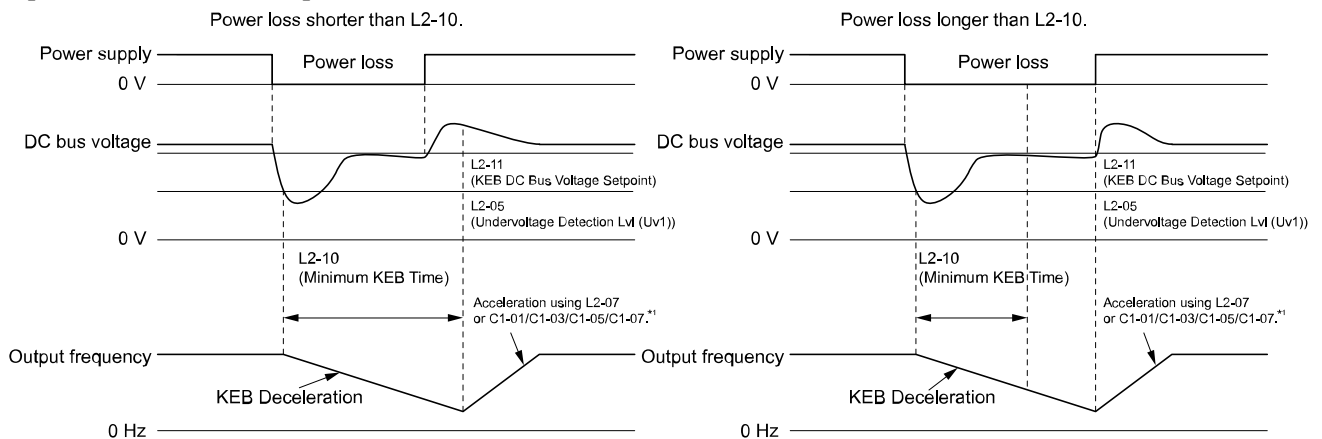 Power loss shorter than L2-10.
Power supply
Power loss
0 V
DC bus voltage
L2-11
(KEB DC Bus Voltage Setpoint)
L2-05
(Undervoltage Detection Lvl (Uv1))
0 V
L2-10
(Minimum KEB Time)
Acceleration using L2-07
or C1-01/C1-03/C1-05/C1-07.*1
Output frequency
KEB Deceleration
0 Hz
Power loss longer than L2-10.
Power supply
Power loss
0 V
DC bus voltage
L2-11
(KEB DC Bus Voltage Setpoint)
L2-05
(Undervoltage Detection Lvl (Uv1))
0 V
L2-10
(Minimum KEB Time)
Acceleration using L2-07
or C1-01/C1-03/C1-05/C1-07.*1
Output frequency
KEB Deceleration
0 Hz